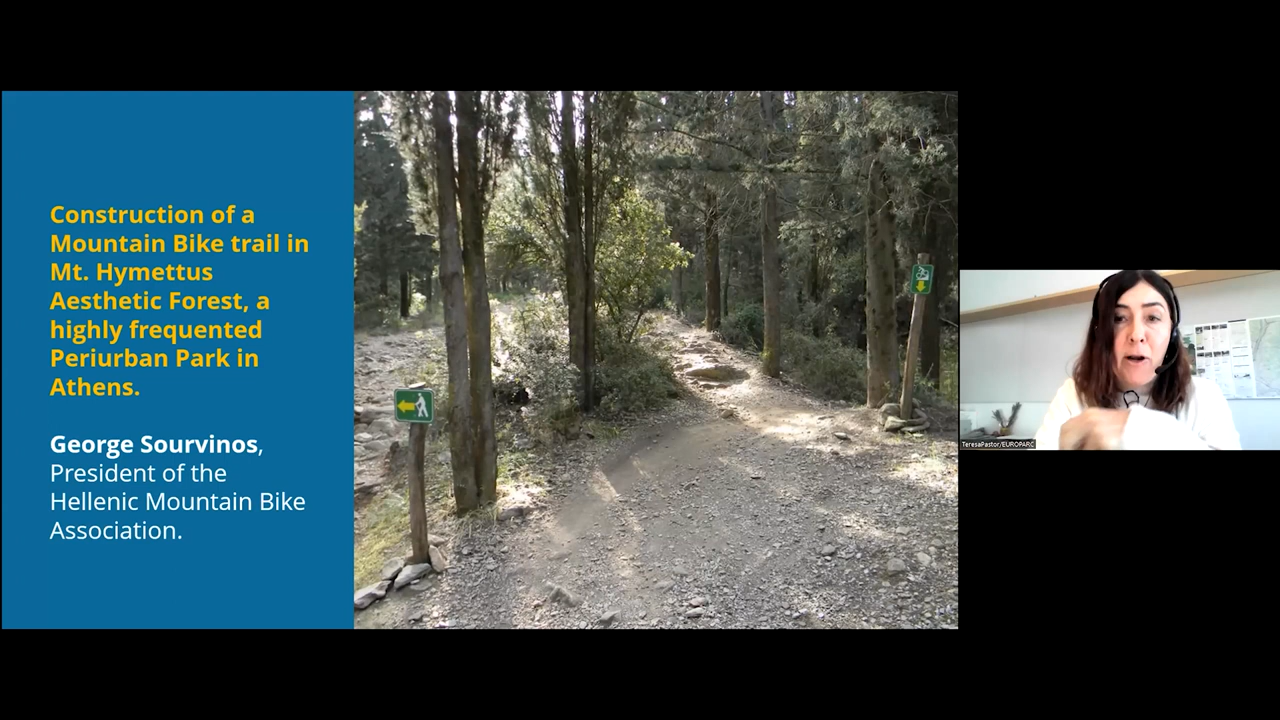 Construction of a
Mountain Bike trail in
Mt. Hymettus
Aesthetic Forest, a
highly frequented
Periurban Park in
Athens.
George Sourvinos,
President of the
Hellenic Mountain Bike
Association.
TeresaPastor/EUROPARC